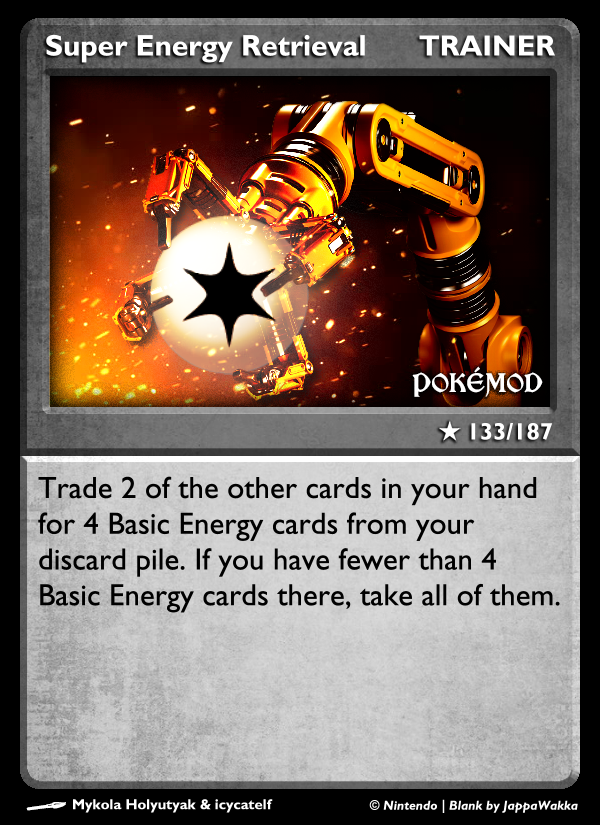 Super Energy Retrieval TRAINER
POKÉMOD
★ 133/187
Trade 2 of the other cards in your hand
for 4 Basic Energy cards from your
discard pile. If you have fewer than 4
Basic Energy cards there, take all of them.
Mykola Holyutyak & icycatelf © Nintendo | Blank by JappaWakka